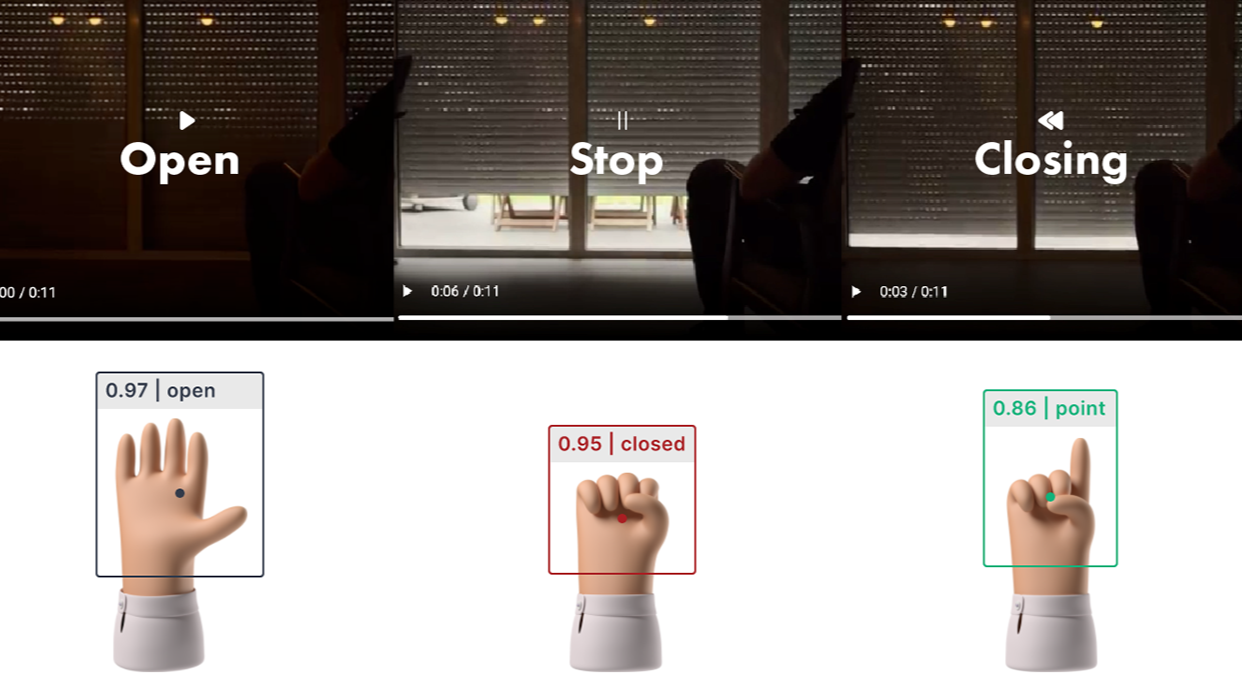 Open
Stop
Closing
00 / 0:11
0:06 / 0:11
0:03 / 0:11
0.97 | open
0.95 | closed
0.86 | point